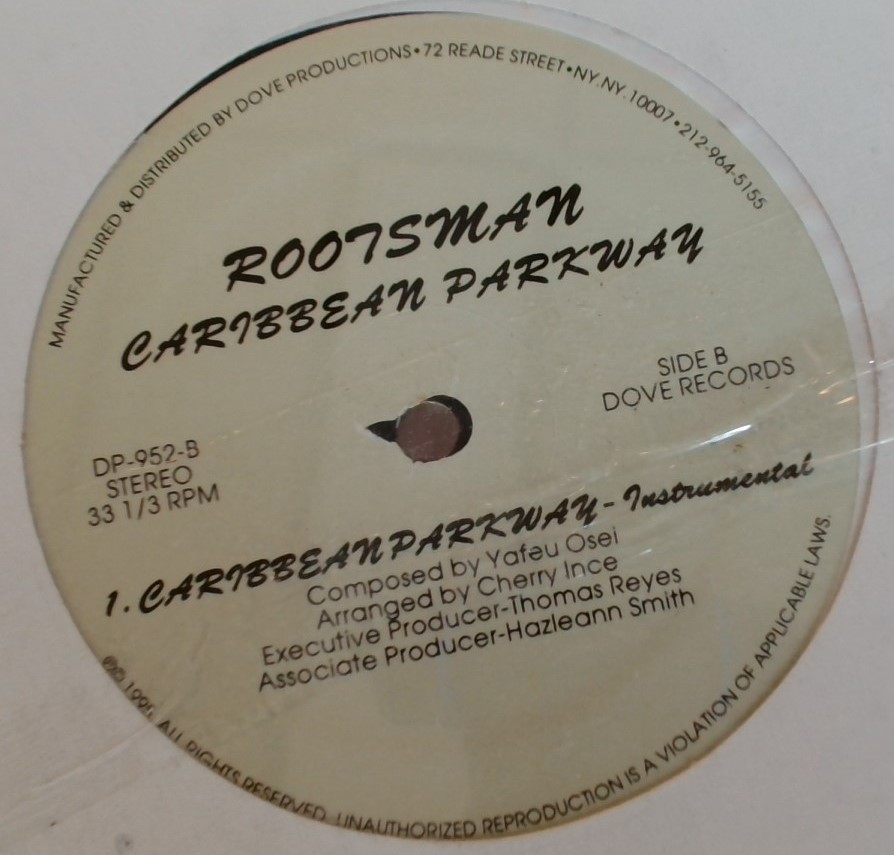 MANUFACTURED & DISTRIBUTED BY DOVE PRODUCTIONS•72 READE STREET•NY.NY.10007•212-964-5155
ROOTSMAN
CARIBBEAN PARKWAY
SIDE B
DOVE RECORDS
DP-952-B
STEREO
33 1/3 RPM
1. CARIBBEAN PARKWAY - Instrumental
Composed by Yafeu Osei
Arranged by Cherry Ince
Executive Producer-Thomas Reyes
Associate Producer-Hazleann Smith
℗© 1995. ALL RIGHTS RESERVED. UNAUTHORIZED REPRODUCTION IS A VIOLATION OF APPLICABLE LAWS.